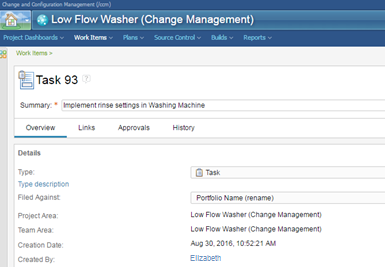 Change and Configuration Management (/ccm)
Low Flow Washer (Change Management)
Project Dashboards Work Items Plans Source Control Builds Reports
Work Items >
Task 93 ?
Summary: * Implement rinse settings in Washing Machine
Overview Links Approvals History
Details
Type: Task
Type description
Filed Against: Portfolio Name (rename)
Project Area: Low Flow Washer (Change Management)
Team Area: Low Flow Washer (Change Management)
Creation Date: Aug 30, 2016, 10:52:21 AM
Created By: Elizabeth